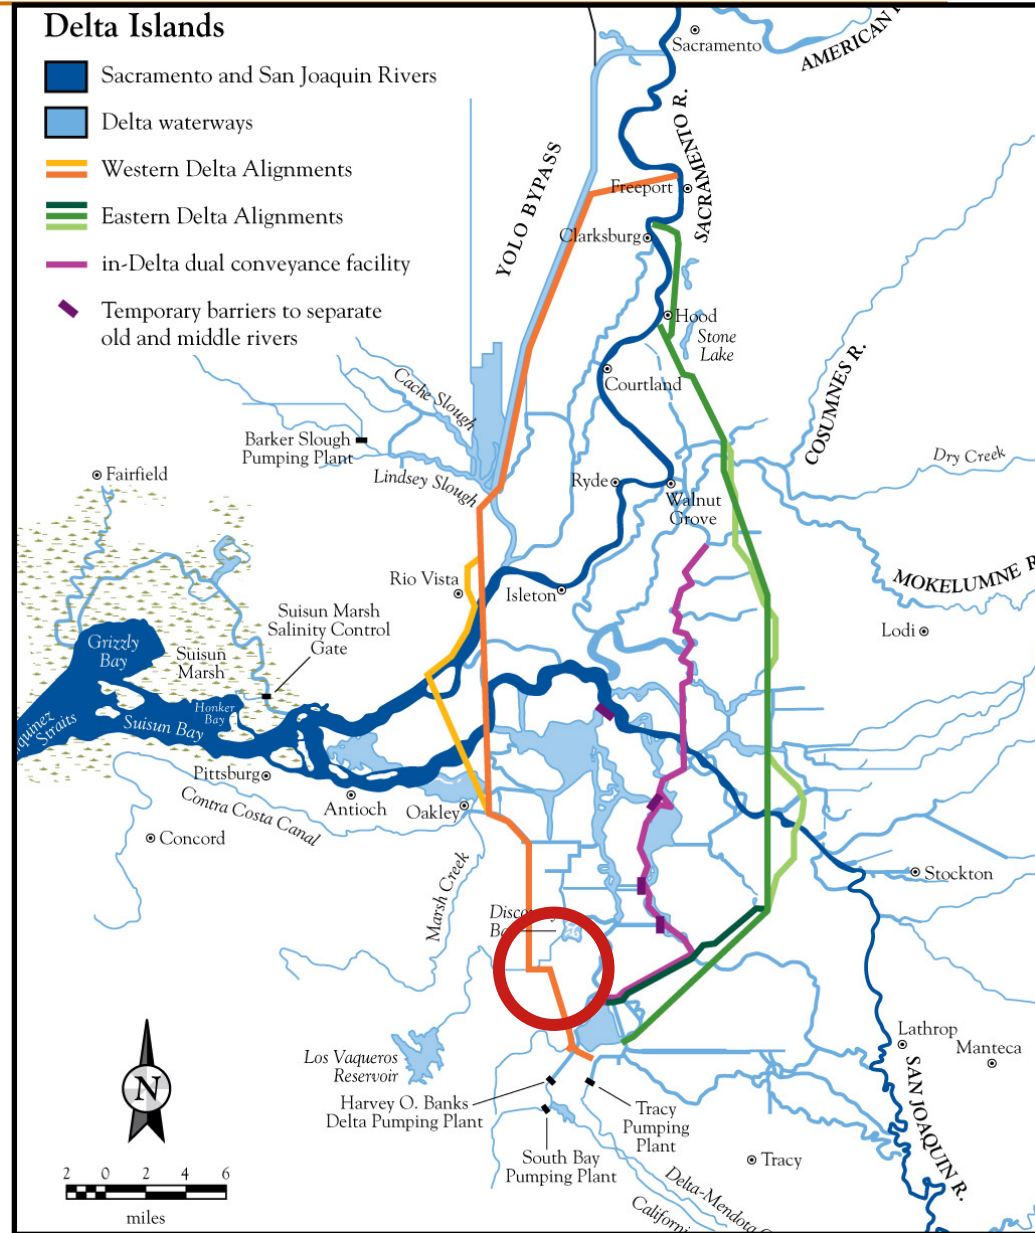 Delta Islands
Sacramento and San Joaquin Rivers
Delta waterways
Western Delta Alignments
Eastern Delta Alignments
in-Delta dual conveyance facility
Temporary barriers to separate
old and middle rivers
Sacramento
AMERICAN
SACRAMENTO R.
YOLO BYPASS
Freeport
Clarksburg
Hood
Stone
Lake
Courtland
COSUMNES R.
Cache Slough
Barker Slough
Pumping Plant
Lindsey Slough
Fairfield
Ryde
Walnut
Grove
Dry Creek
MOKELUMNE R
Rio Vista
Isleton
Lodi
Suisun Marsh
Salinity Control
Gate
Grizzly
Bay
Suisun
Marsh
Honker
Bay
Suisun Bay
quinez
Straits
Pittsburg
Antioch
Oakley
Contra Costa Canal
Concord
Marsh Creek
Stockton
Los Vaqueros
Reservoir
Lathrop
Manteca
SAN JOAQUIN R.
N
Harvey O. Banks
Delta Pumping Plant
Tracy
Pumping
Plant
South Bay
Pumping Plant
Tracy
Delta-Mendota
2 0 2 4 6
miles